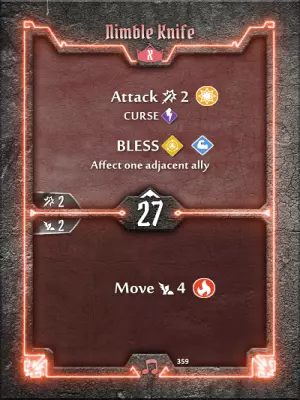 Nimble Knife
X
Attack 2
CURSE
BLESS
Affect one adjacent ally
2
27
2
Move 4
359